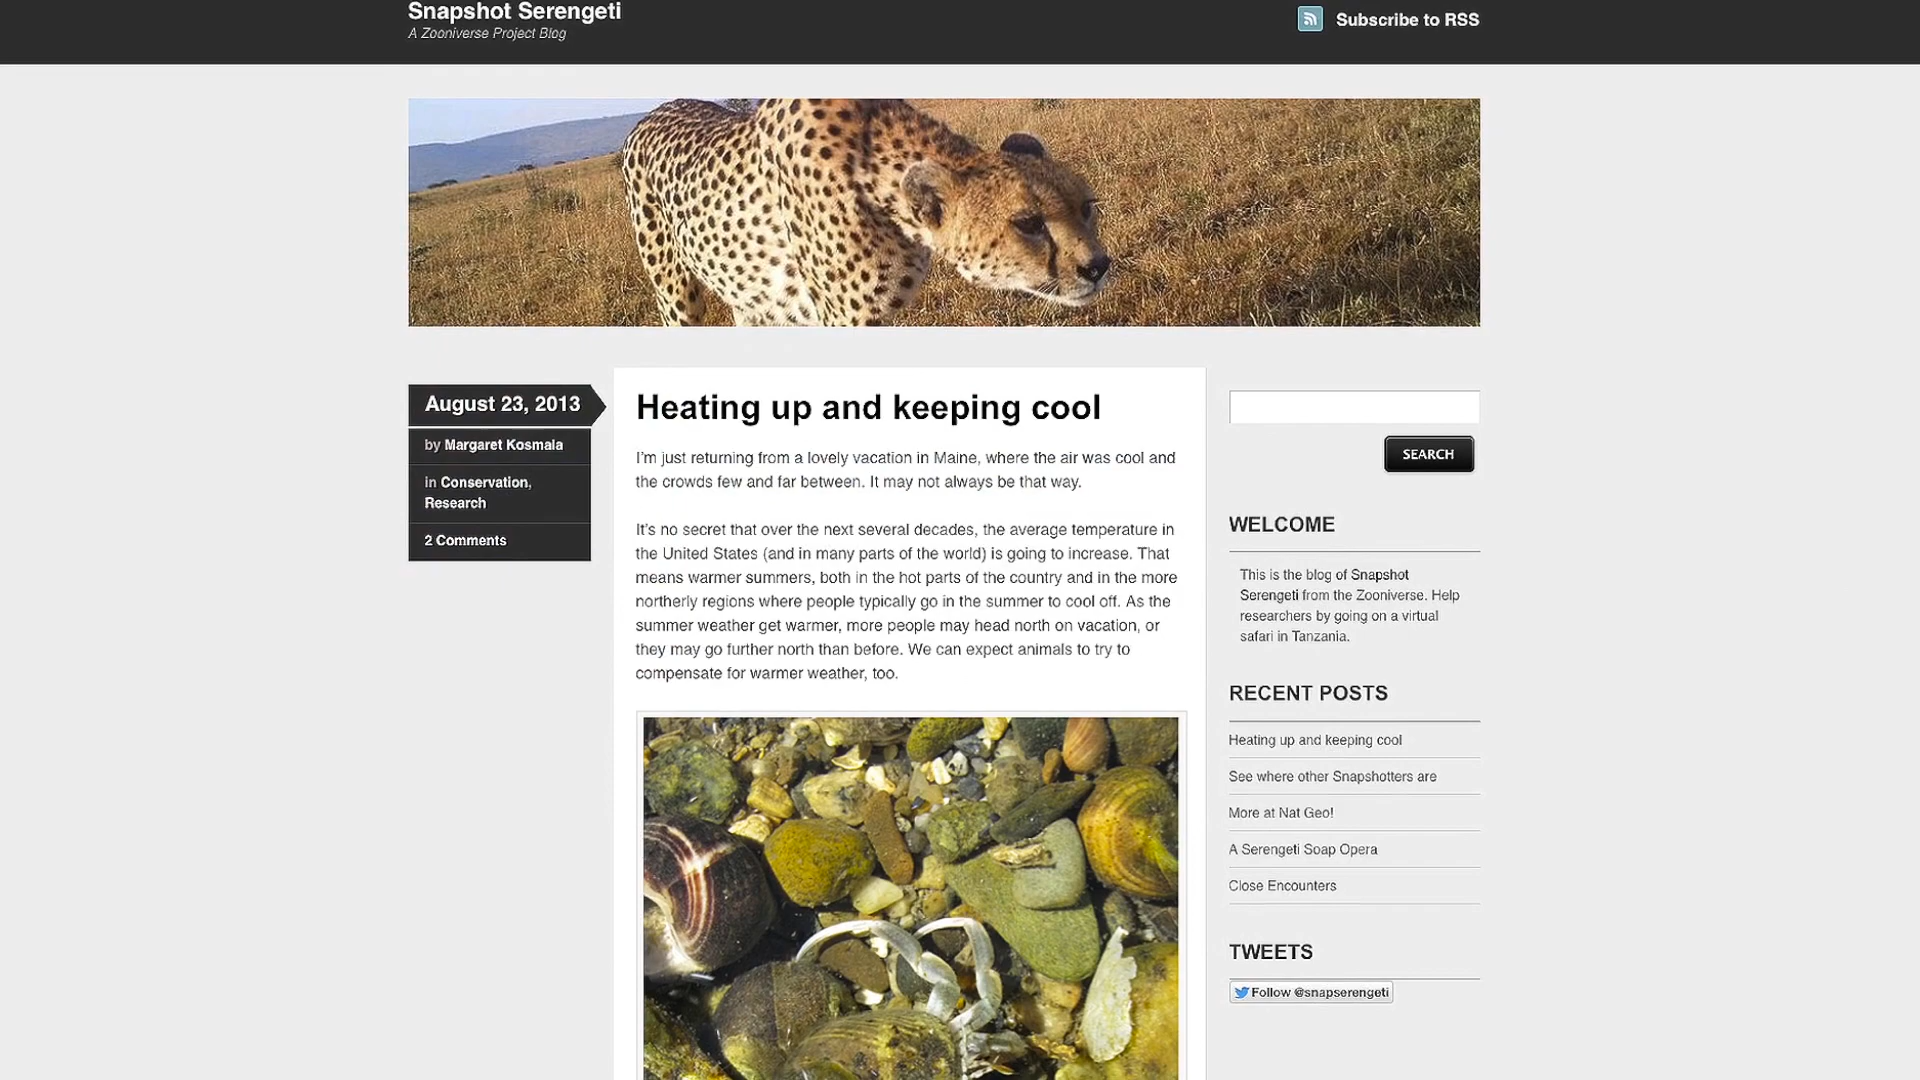 Snapshot Serengeti
A Zooniverse Project Blog
Subscribe to RSS
August 23, 2013
by Margaret Kosmala
in Conservation,
Research
2 Comments
Heating up and keeping cool
I'm just returning from a lovely vacation in Maine, where the air was cool and
the crowds few and far between. It may not always be that way.
It's no secret that over the next several decades, the average temperature in
the United States (and in many parts of the world) is going to increase. That
means warmer summers, both in the hot parts of the country and in the more
northerly regions where people typically go in the summer to cool off. As the
summer weather get warmer, more people may head north on vacation, or
they may go further north than before. We can expect animals to try to
compensate for warmer weather, too.
SEARCH
WELCOME
This is the blog of Snapshot
Serengeti from the Zooniverse. Help
researchers by going on a virtual
safari in Tanzania.
RECENT POSTS
Heating up and keeping cool
See where other Snapshotters are
More at Nat Geo!
A Serengeti Soap Opera
Close Encounters
TWEETS
Follow @snapserengeti